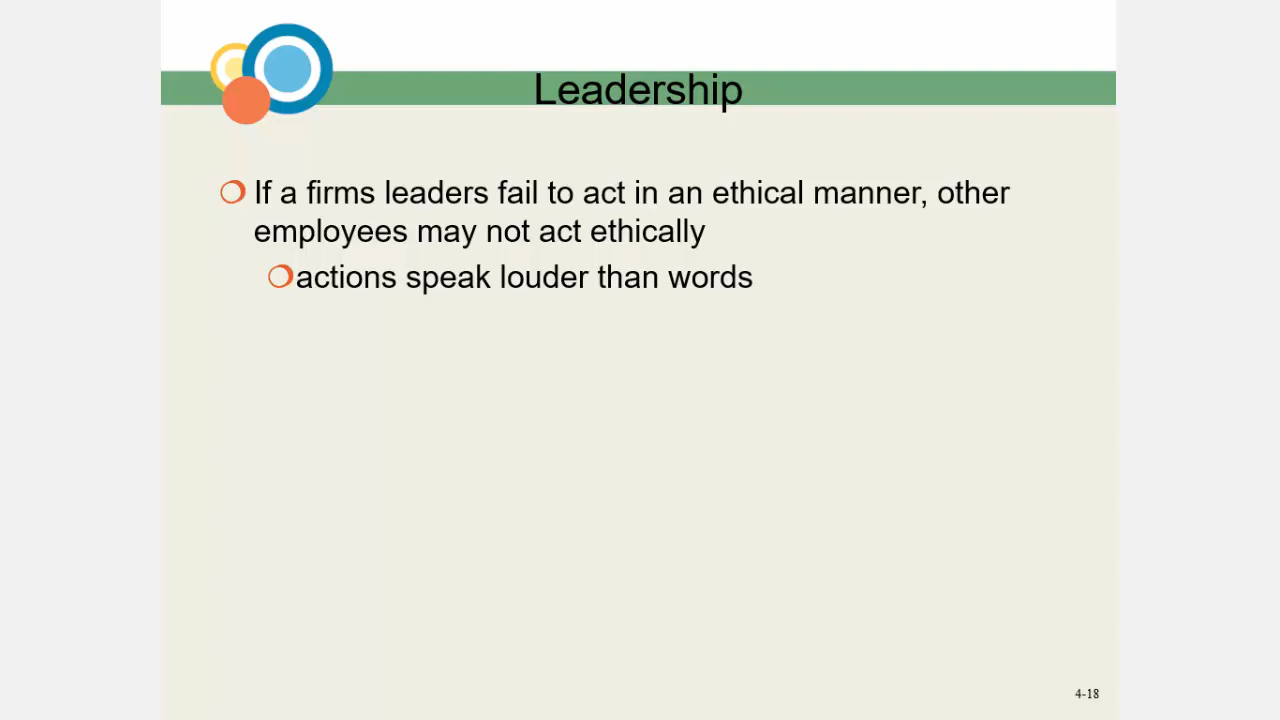 Leadership
If a firms leaders fail to act in an ethical manner, other
employees may not act ethically
actions speak louder than words
4-18